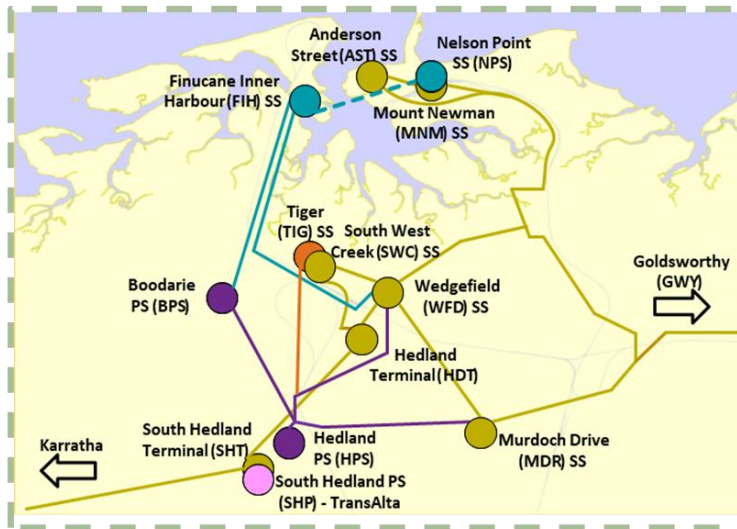 Anderson
Street (AST) SS
Nelson Point
SS (NPS)
Finucane Inner
Harbour (FIH) SS
Mount Newman
(MNM) SS
Tiger
(TIG) SS
South West
Creek (SWC) SS
Goldsworthy
(GWY)
Boodarie
PS (BPS)
Wedgefield
(WFD) SS
Hedland
Terminal (HDT)
South Hedland
Terminal (SHT)
Karratha
Hedland
PS (HPS)
Murdoch Drive
(MDR) SS
South Hedland PS
(SHP) - TransAlta